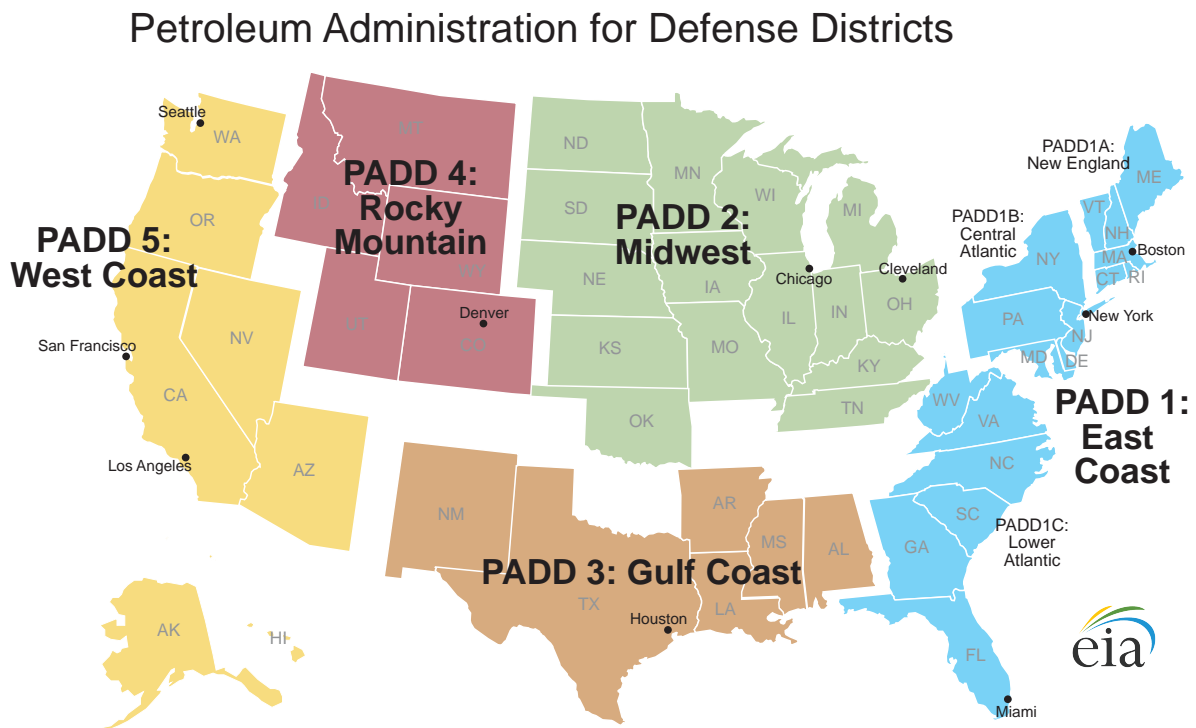 Petroleum Administration for Defense Districts
Seattle
WA
MT
ND
MN
PADD1A:
New England
ME
PADD 4:
Rocky
Mountain
ID
OR
SD
WI
MI
VT
NH
PADD1B:
Central
Atlantic
PADD 5:
West Coast
PADD 2:
Midwest
WY
NE
IA
Chicago
Cleveland
NY
MA
Boston
CT
RI
Denver
UT
CO
NV
San Francisco
KS
MO
IL
IN
OH
PA
New York
NJ
MD
DE
KY
CA
TN
WV
VA
PADD 1:
East
Coast
OK
Los Angeles
AZ
NC
NM
AR
SC
PADD1C:
Lower
Atlantic
MS
AL
GA
PADD 3: Gulf Coast
TX
LA
Houston
AK
HI
FL
Miami
eia